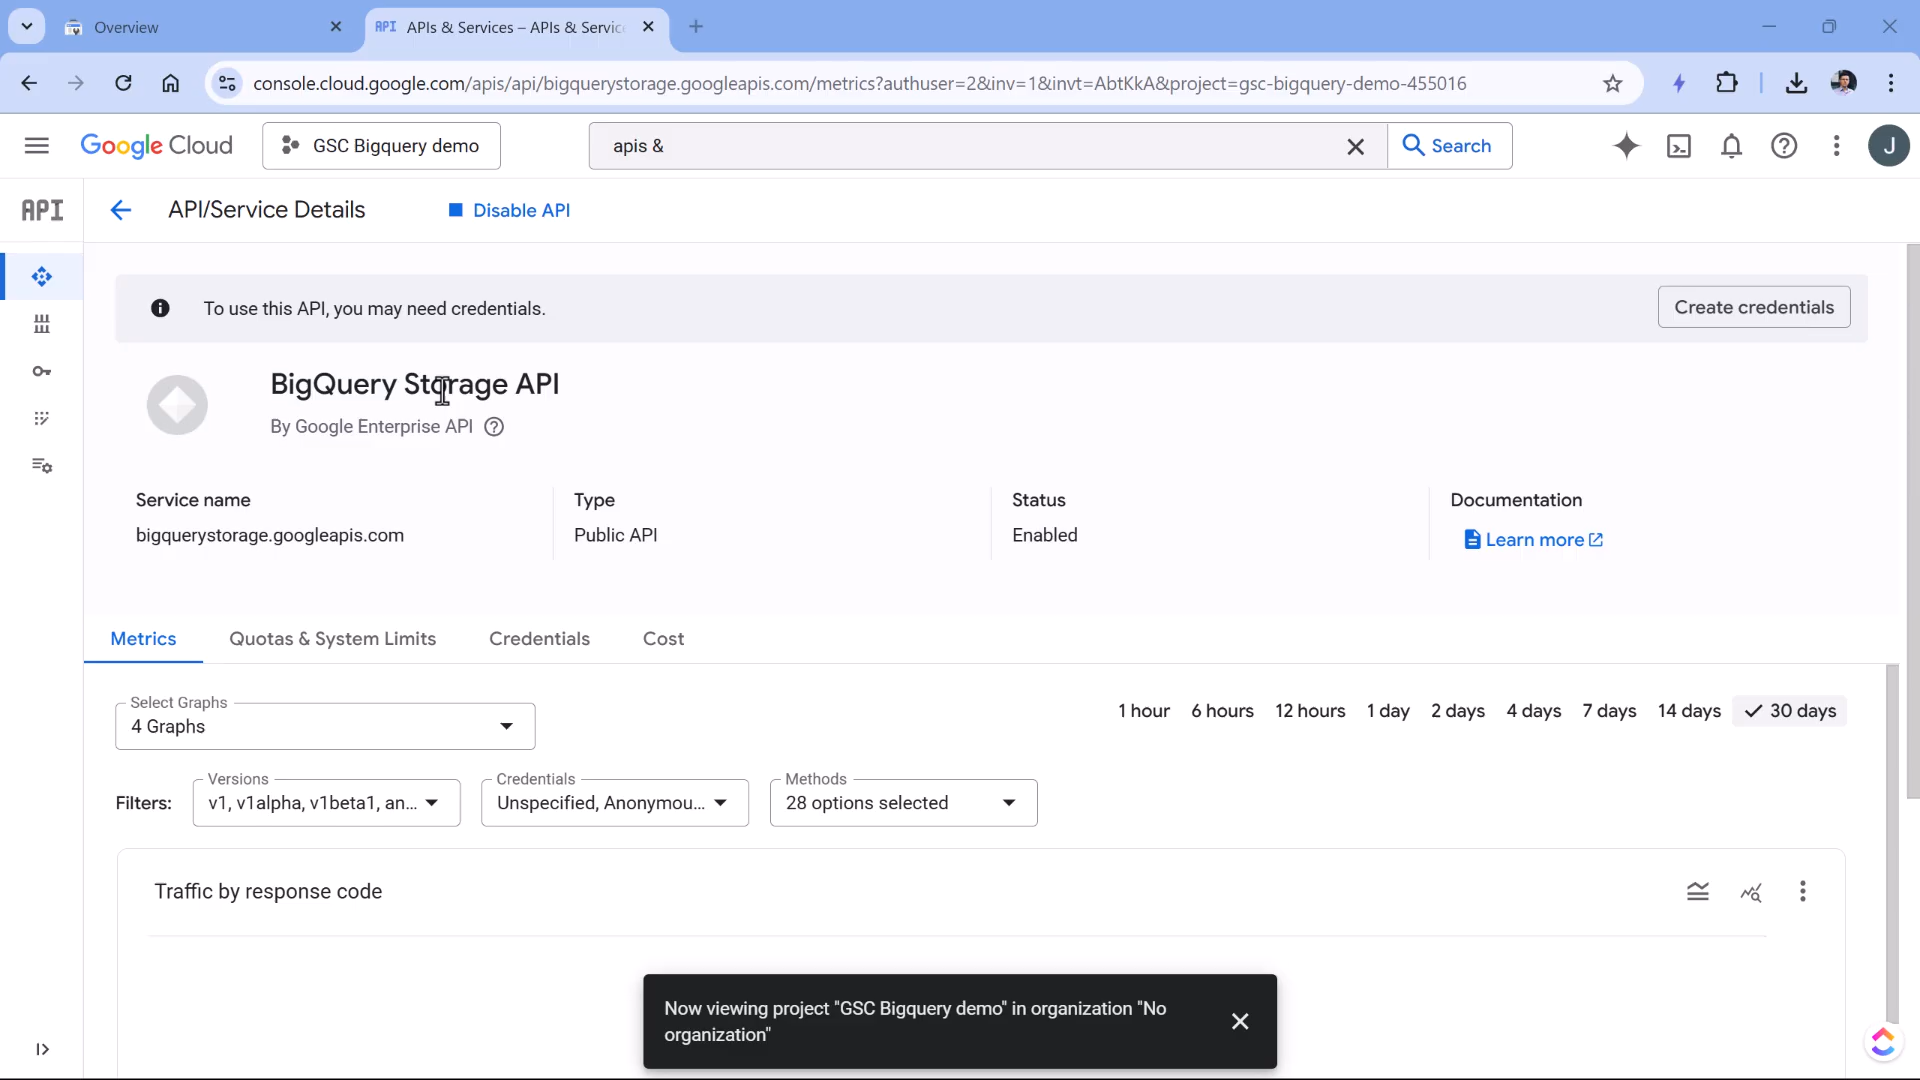 Overview
API APIs & Services – APIs & Servic
console.cloud.google.com/apis/api/bigquerystorage.googleapis.com/metrics?authuser=2&inv=1&invt=AbtKkA&project=gsc-bigquery-demo-455016
Google Cloud
GSC Bigquery demo
apis &
Search
J
API
API/Service Details
Disable API
To use this API, you may need credentials.
Create credentials
BigQuery Storage API
By Google Enterprise API
Service name
bigquerystorage.googleapis.com
Type
Public API
Status
Enabled
Documentation
Learn more
Metrics
Quotas & System Limits
Credentials
Cost
Select Graphs
4 Graphs
1 hour
6 hours
12 hours
1 day
2 days
4 days
7 days
14 days
30 days
Filters:
Versions
v1, v1alpha, v1beta1, an...
Credentials
Unspecified, Anonymou...
Methods
28 options selected
Traffic by response code
Now viewing project "GSC Bigquery demo" in organization "No
organization"